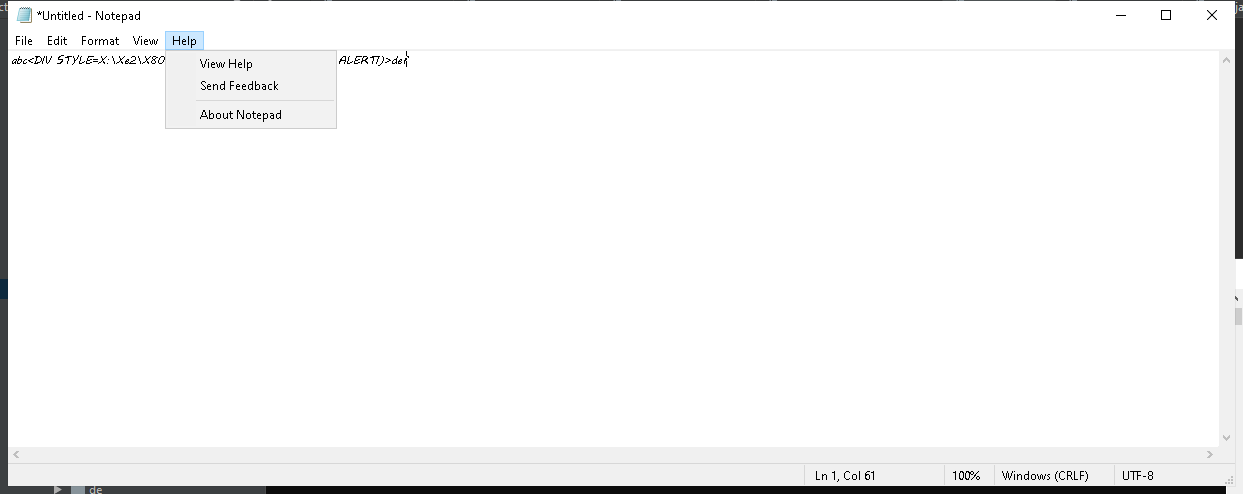 *Untitled - Notepad
File Edit Format View Help
abc<DIV STYLE=X:\Xe2\X80 ALERT1)>def
View Help
Send Feedback
About Notepad
Ln 1, Col 61 100% Windows (CRLF) UTF-8
de